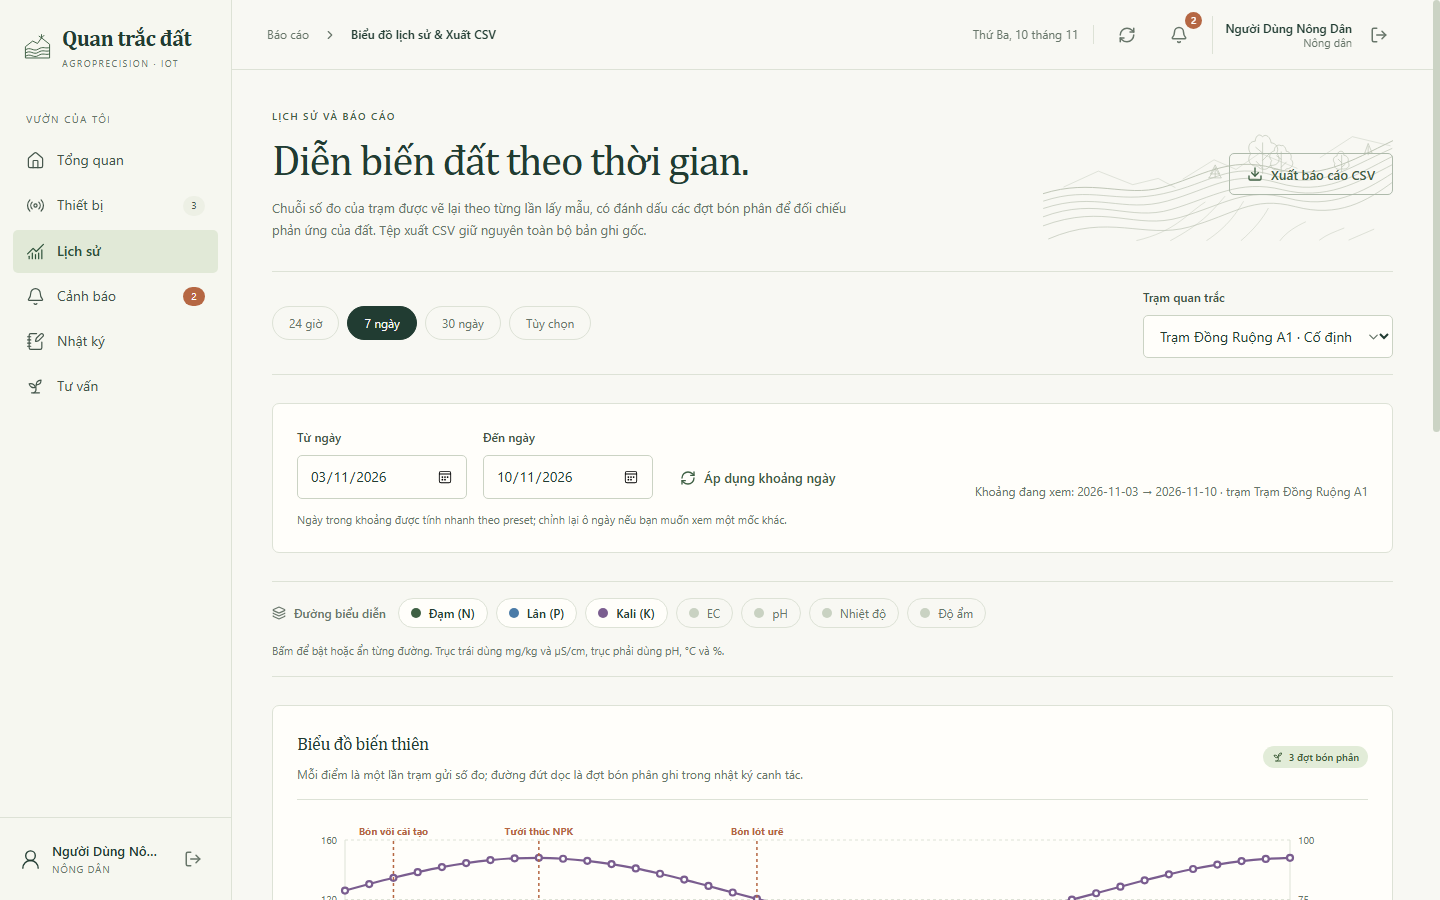 Quan trắc đất
AGROPRECISION · IOT
VƯỜN CỦA TÔI
Tổng quan
Thiết bị
3
Lịch sử
Cảnh báo
2
Nhật ký
Tư vấn
Người Dùng Nô...
NÔNG DÂN
Báo cáo
Biểu đồ lịch sử & Xuất CSV
Thứ Ba, 10 tháng 11
2
Người Dùng Nông Dân
Nông dân
LỊCH SỬ VÀ BÁO CÁO
Diễn biến đất theo thời gian.
Chuỗi số đo của trạm được vẽ lại theo từng lần lấy mẫu, có đánh dấu các đợt bón phân để đối chiếu
phản ứng của đất. Tệp xuất CSV giữ nguyên toàn bộ bản ghi gốc.
Xuất báo cáo CSV
24 giờ
7 ngày
30 ngày
Tùy chọn
Trạm quan trắc
Trạm Đồng Ruộng A1 · Cố định
Từ ngày
Đến ngày
03/11/2026
10/11/2026
Áp dụng khoảng ngày
Khoảng đang xem: 2026-11-03 → 2026-11-10 · trạm Trạm Đồng Ruộng A1
Ngày trong khoảng được tính nhanh theo preset; chỉnh lại ô ngày nếu bạn muốn xem một mốc khác.
Đường biểu diễn
Đạm (N)
Lân (P)
Kali (K)
EC
pH
Nhiệt độ
Độ ẩm
Bấm để bật hoặc ẩn từng đường. Trục trái dùng mg/kg và µS/cm, trục phải dùng pH, °C và %.
Biểu đồ biến thiên
Mỗi điểm là một lần trạm gửi số đo; đường đứt dọc là đợt bón phân ghi trong nhật ký canh tác.
3 đợt bón phân
Bón vôi cải tạo
Tưới thúc NPK
Bón lót urê
160
100
120
75